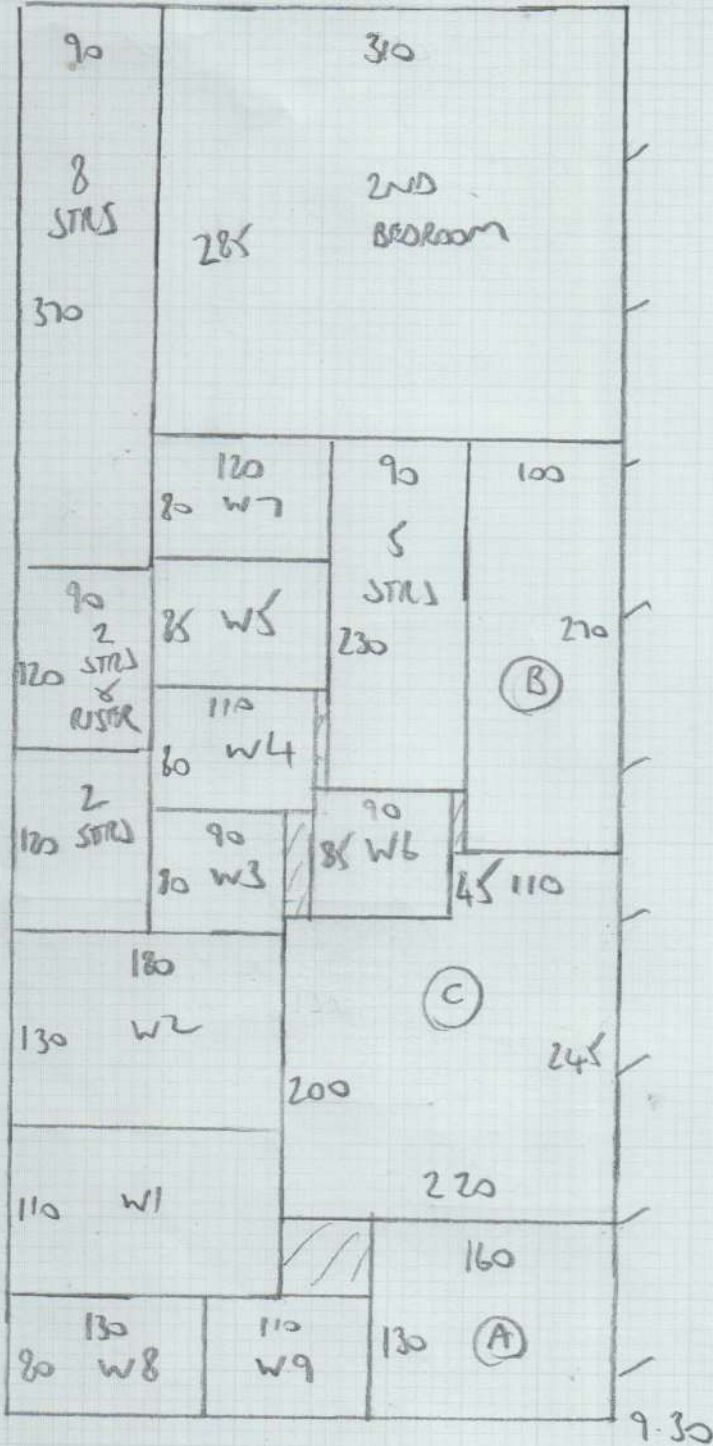 90
310
8
STRS
2ND
BEDROOM
285
370
120
80 W7
90
5
STRS
230
100
270
B
90
2
STRS
&
RISER
120
85 W5
110
80 W4
2
STRS
120
90
80 W3
90
85 W6
45 110
180
130 W2
C
245
200
220
110 W1
160
130 A
130
80 W8
110
W9
9.30